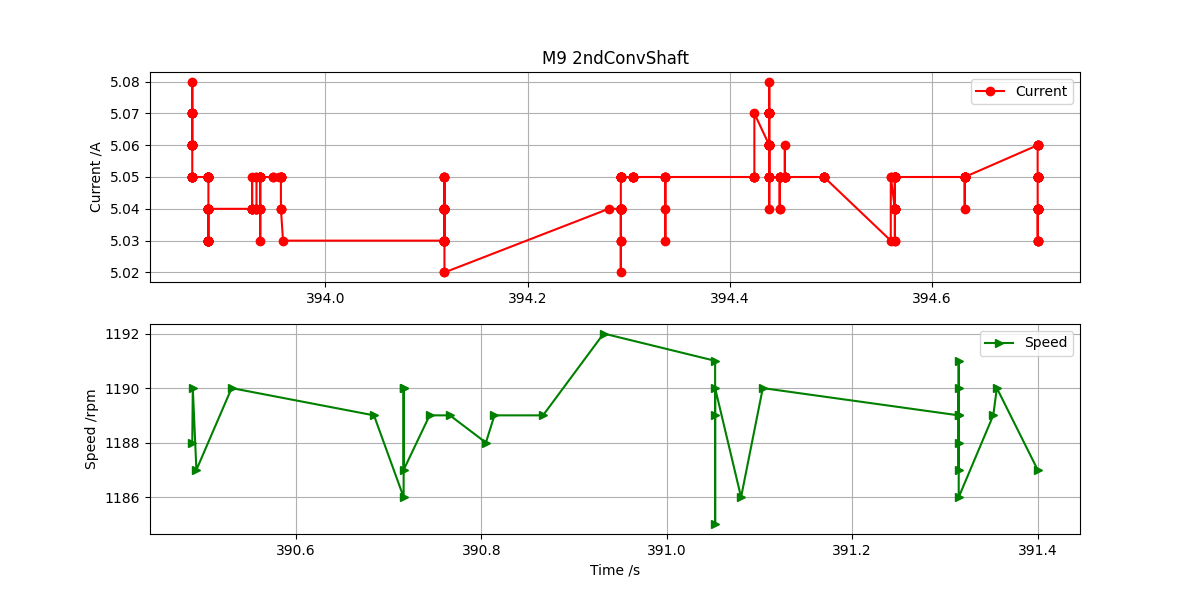 M9 2ndConvShaft
5.08
5.07
5.06
5.05
5.04
5.03
5.02
Current /A
Current
394.0 394.2 394.4 394.6
1192
1190
1188
1186
Speed /rpm
Speed
390.6 390.8 391.0 391.2 391.4
Time /s